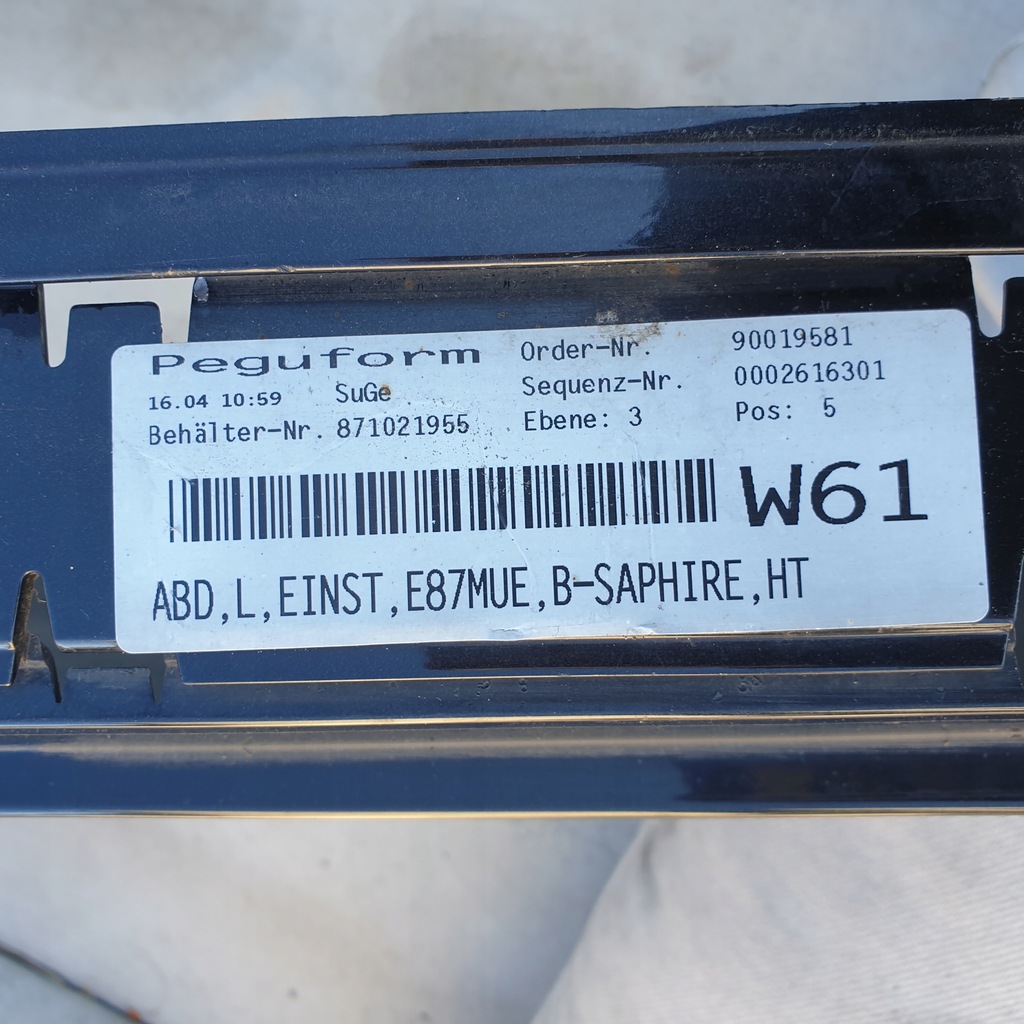 Peguform Order-Nr. 90019581
16.04 10:59 SuGe Sequenz-Nr. 0002616301
Behälter-Nr. 871021955 Ebene: 3 Pos: 5
W61
ABD,L,EINST,E87MUE,B-SAPHIRE,HT